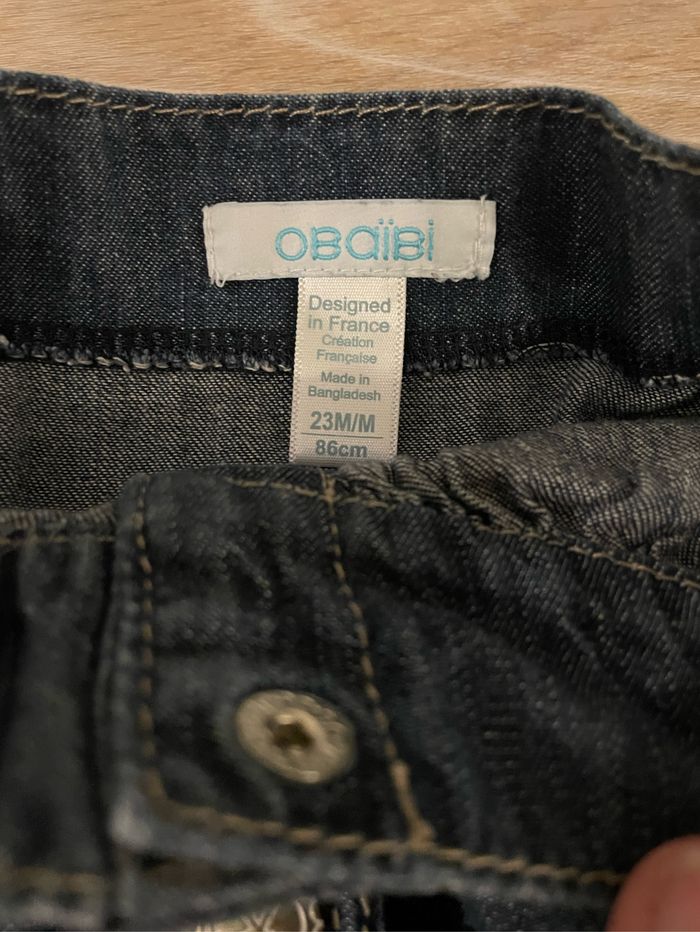 OBaïBi
Designed
in France
Création
Française
Made in
Bangladesh
23M/M
86cm